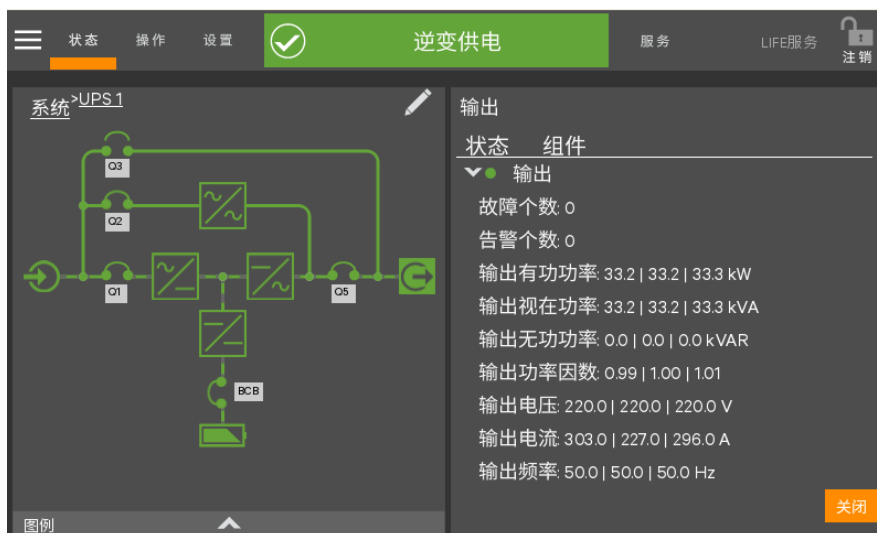 状态 操作 设置 逆变供电 服务 LIFE服务 注销
系统>UPS 1
Q3
Q2
Q1
Q5
BCB
图例
输出
状态 组件
输出
故障个数: 0
告警个数: 0
输出有功功率: 33.2 | 33.2 | 33.3 kW
输出视在功率: 33.2 | 33.2 | 33.3 kVA
输出无功功率: 0.0 | 0.0 | 0.0 kVAR
输出功率因数: 0.99 | 1.00 | 1.01
输出电压: 220.0 | 220.0 | 220.0 V
输出电流: 303.0 | 227.0 | 296.0 A
输出频率: 50.0 | 50.0 | 50.0 Hz
关闭